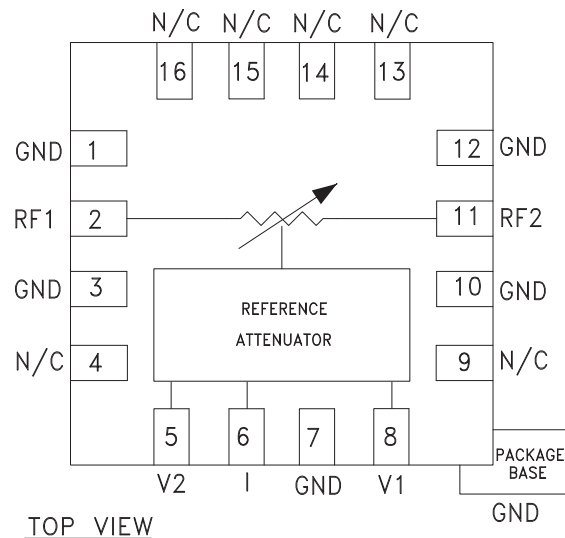 N/C N/C N/C N/C
16 15 14 13
GND 1
12 GND
RF1 2
11 RF2
GND 3
10 GND
REFERENCE
ATTENUATOR
N/C 4
9 N/C
5 6 7 8
V2 I GND V1
PACKAGE
BASE
GND
TOP VIEW